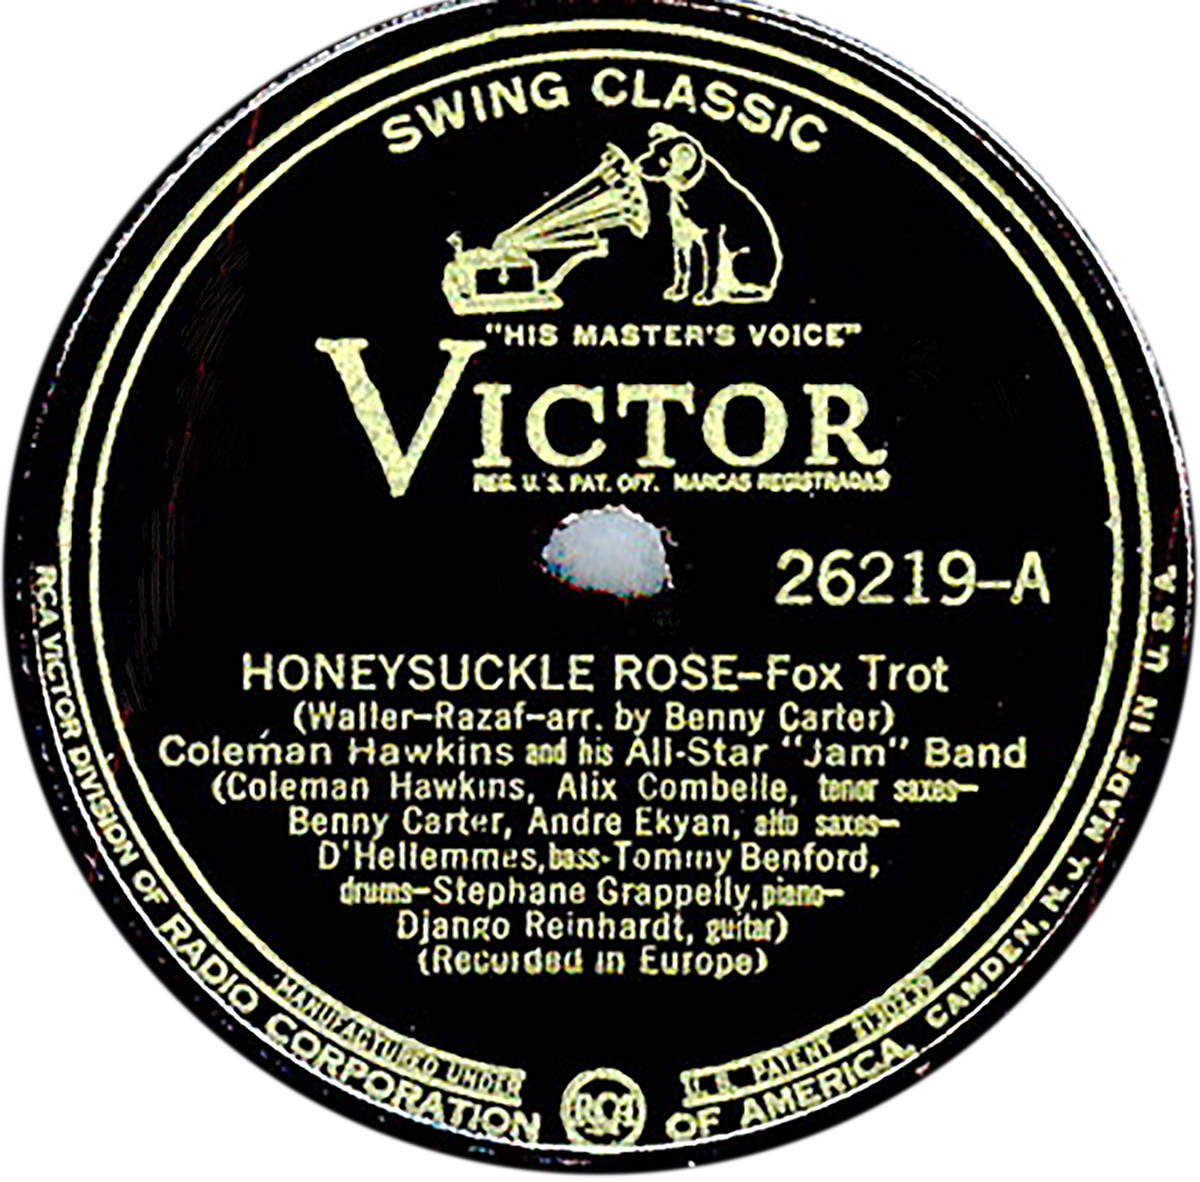 SWING CLASSIC
"HIS MASTER'S VOICE"
VICTOR
REG. U. S. PAT. OFF. MARCAS REGISTRADAS
26219-A
HONEYSUCKLE ROSE-Fox Trot
(Waller-Razaf-arr. by Benny Carter)
Coleman Hawkins and his All-Star "Jam" Band
(Coleman Hawkins, Alix Combelle, tenor saxes-
Benny Carter, Andre Ekyan, alto saxes-
D'Hellemmes, bass-Tommy Benford,
drums-Stephane Grappelly, piano-
Django Reinhardt, guitar)
(Recorded in Europe)
MANUFACTURED UNDER U. S. PATENT 2130239
RCA VICTOR DIVISION OF RADIO CORPORATION OF AMERICA, CAMDEN, N. J. MADE IN U. S. A.
RCA